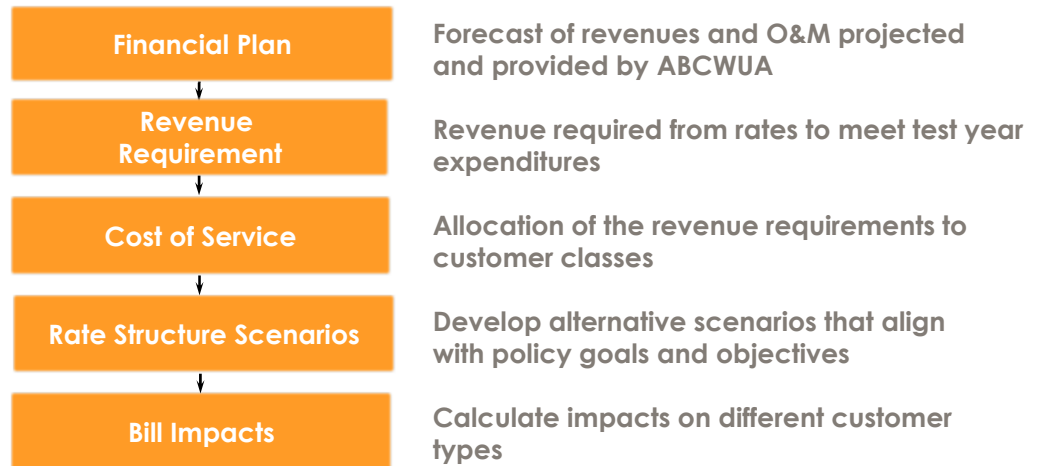 Financial Plan
Forecast of revenues and O&M projected
and provided by ABCWUA
Revenue
Requirement
Revenue required from rates to meet test year
expenditures
Cost of Service
Allocation of the revenue requirements to
customer classes
Rate Structure Scenarios
Develop alternative scenarios that align
with policy goals and objectives
Bill Impacts
Calculate impacts on different customer
types